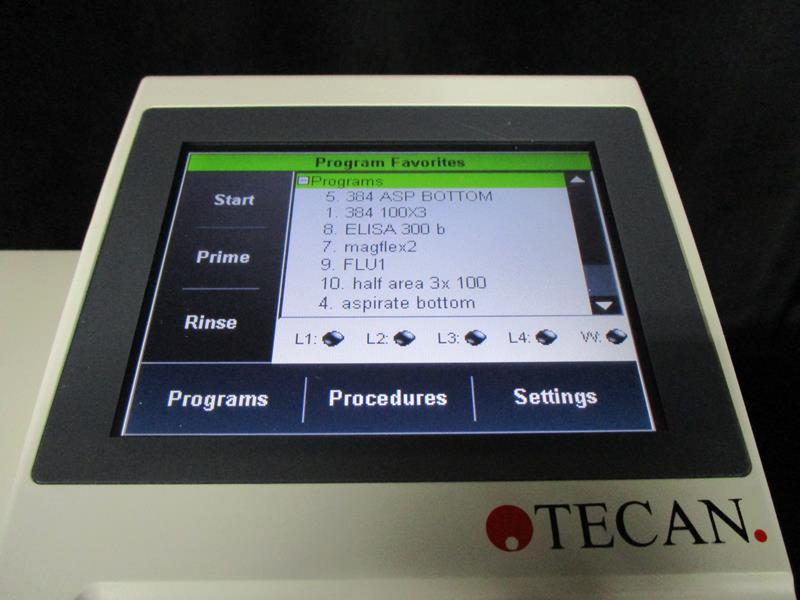 Program Favorites
Start
Prime
Rinse
Programs
5. 384 ASP BOTTOM
1. 384 100X3
8. ELISA 300 b
7. magflex2
9. FLU1
10. half area 3x 100
4. aspirate bottom
L1: L2: L3: L4: W:
Programs Procedures Settings
TECAN.